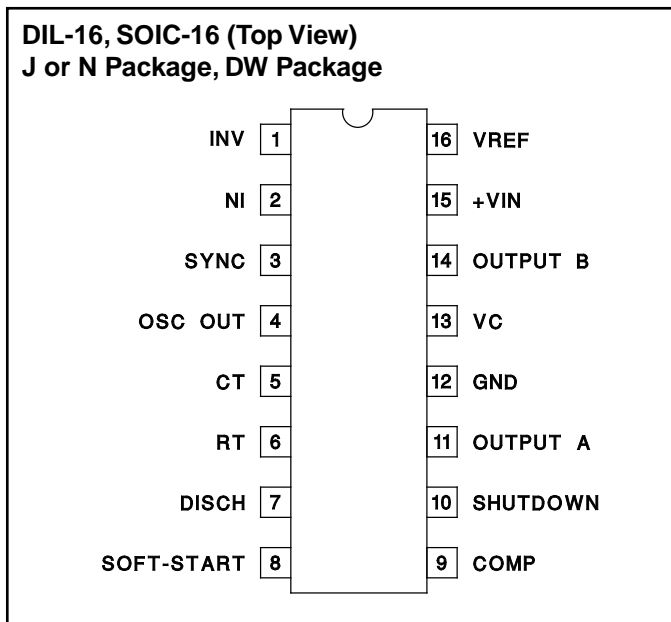 DIL-16, SOIC-16 (Top View)
J or N Package, DW Package
INV 1 16 VREF
NI 2 15 +VIN
SYNC 3 14 OUTPUT B
OSC OUT 4 13 VC
CT 5 12 GND
RT 6 11 OUTPUT A
DISCH 7 10 SHUTDOWN
SOFT-START 8 9 COMP